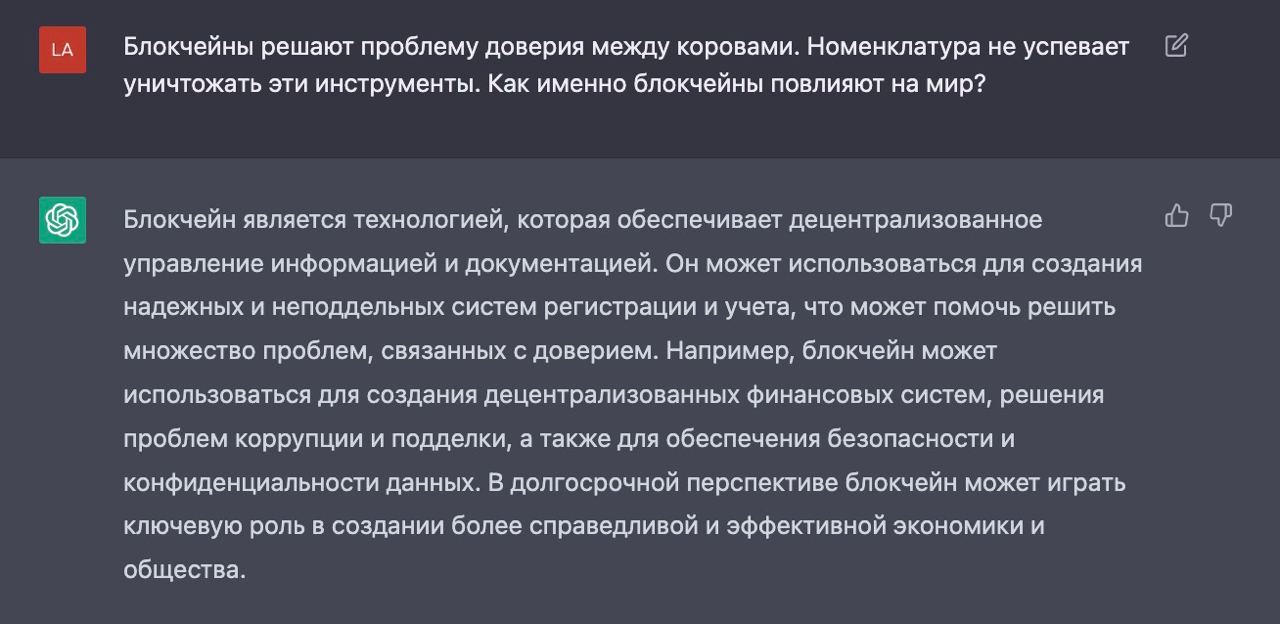 LA
Блокчейны решают проблему доверия между коровами. Номенклатура не успевает
уничтожать эти инструменты. Как именно блокчейны повлияют на мир?
Блокчейн является технологией, которая обеспечивает децентрализованное
управление информацией и документацией. Он может использоваться для создания
надежных и неподдельных систем регистрации и учета, что может помочь решить
множество проблем, связанных с доверием. Например, блокчейн может
использоваться для создания децентрализованных финансовых систем, решения
проблем коррупции и подделки, а также для обеспечения безопасности и
конфиденциальности данных. В долгосрочной перспективе блокчейн может играть
ключевую роль в создании более справедливой и эффективной экономики и
общества.